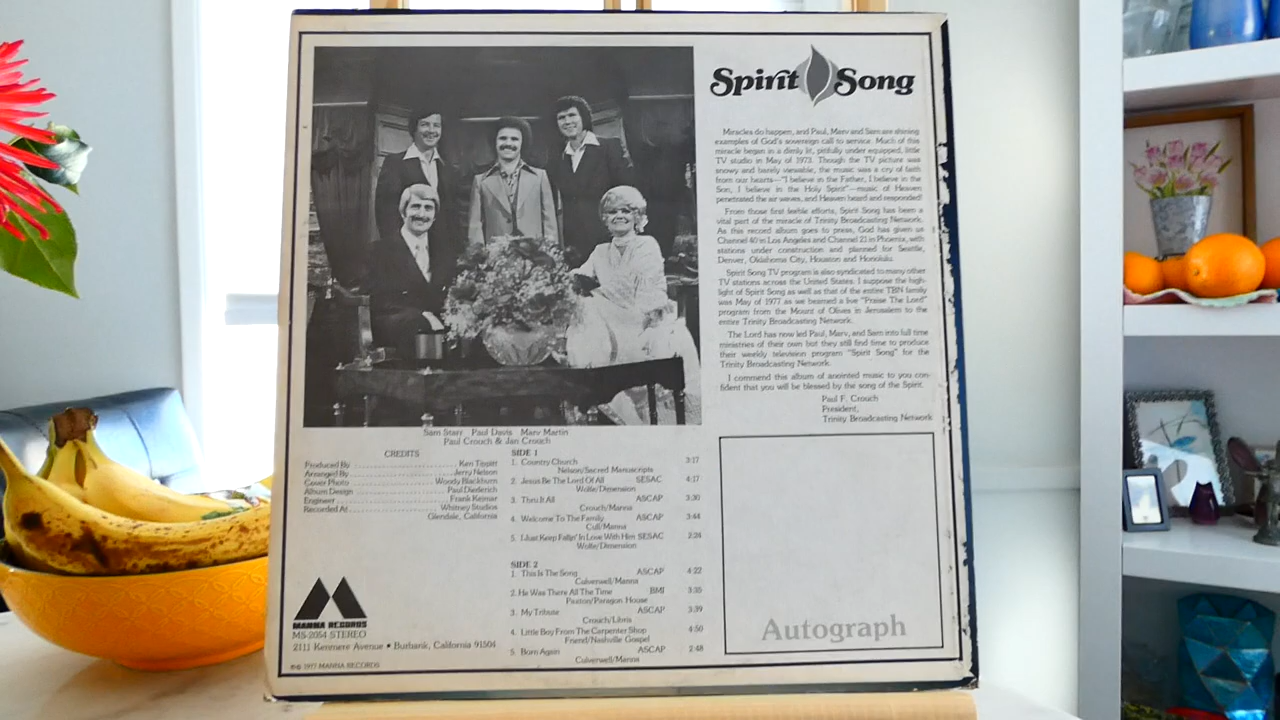 Spirit Song
Miracles do happen, and Paul, Marv and Sam are shining
examples of God's sovereign call to service. Much of this
miracle began in a dimly lit, pitifully under equipped, little
TV studio in May of 1973. Though the TV picture was
snowy and barely viewable, the music was a cry of faith
from our hearts—"I believe in the Father, I believe in the
Son, I believe in the Holy Spirit"—music of Heaven
penetrated the air waves, and Heaven heard and responded!
From those first feeble efforts, Spirit Song has been a
vital part of the miracle of Trinity Broadcasting Network.
As this record album goes to press, God has given us
Channel 40 in Los Angeles and Channel 21 in Phoenix, with
stations under construction and planned for Seattle,
Denver, Oklahoma City, Houston and Honolulu.
Spirit Song TV program is also syndicated to many other
TV stations across the United States. I suppose the high-
light of Spirit Song as well as that of the entire TBN family
was May of 1977 as we beamed a live "Praise The Lord"
program from the Mount of Olives in Jerusalem to the
entire Trinity Broadcasting Network.
The Lord has now led Paul, Marv, and Sam into full time
ministries of their own but they still find time to produce
their weekly television program "Spirit Song" for the
Trinity Broadcasting Network.
I commend this album of anointed music to you con-
fident that you will be blessed by the song of the Spirit.
Paul F. Crouch
President,
Trinity Broadcasting Network
Sam Starr Paul Davis Marv Martin
Paul Crouch & Jan Crouch
CREDITS
Produced By Ken Tippitt
Arranged By Jerry Nelson
Cover Photo Woody Blackburn
Album Design Paul Diederich
Engineer Frank Kejmar
Recorded At Whitney Studios
Glendale, California
SIDE 1
1. Country Church 3:17
Nelson/Sacred Manuscripts
2. Jesus Be The Lord Of All SESAC 4:17
Wolfe/Dimension
3. Thru It All ASCAP 3:30
Crouch/Manna
4. Welcome To The Family ASCAP 3:44
Cull/Manna
5. I Just Keep Fallin' In Love With Him SESAC 2:24
Wolfe/Dimension
SIDE 2
1. This Is The Song ASCAP 4:22
Culverwell/Manna
2. He Was There All The Time BMI 3:35
Paxton/Paragon House
3. My Tribute ASCAP 3:39
Crouch/Libris
4. Little Boy From The Carpenter Shop 4:50
Friend/Nashville Gospel
5. Born Again ASCAP 2:48
Culverwell/Manna
MANNA RECORDS
MS-2054 STEREO
2111 Kenmere Avenue • Burbank, California 91504
©℗ 1977 MANNA RECORDS
Autograph